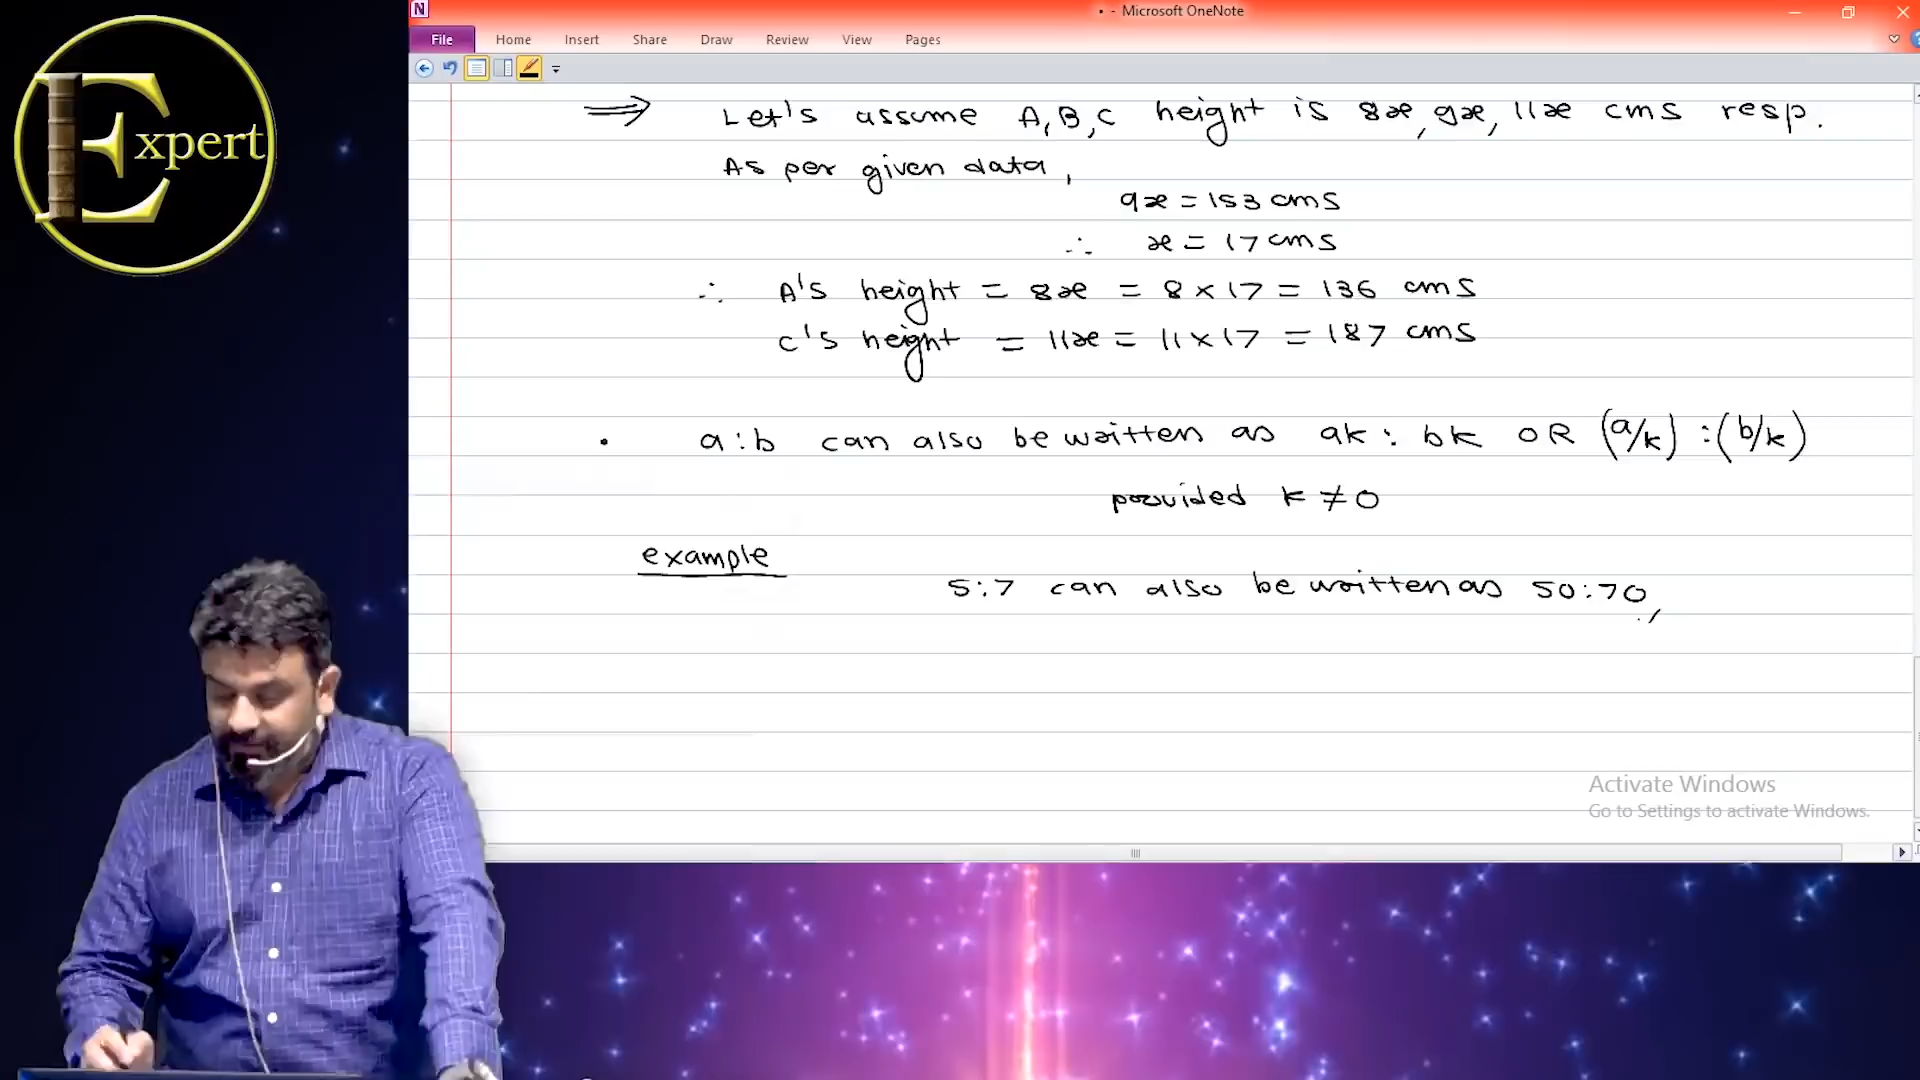 Expert
- Microsoft OneNote
File Home Insert Share Draw Review View Pages
⇒ Let's assume A, B, C height is 8x, 9x, 11x cms resp.
As per given data,
9x = 153 cms
∴ x = 17 cms
∴ A's height = 8x = 8 × 17 = 136 cms
C's height = 11x = 11 × 17 = 187 cms
• a:b can also be written as ak : bk OR (a/k) : (b/k)
provided k ≠ 0
example
5:7 can also be written as 50:70,
Activate Windows
Go to Settings to activate Windows.